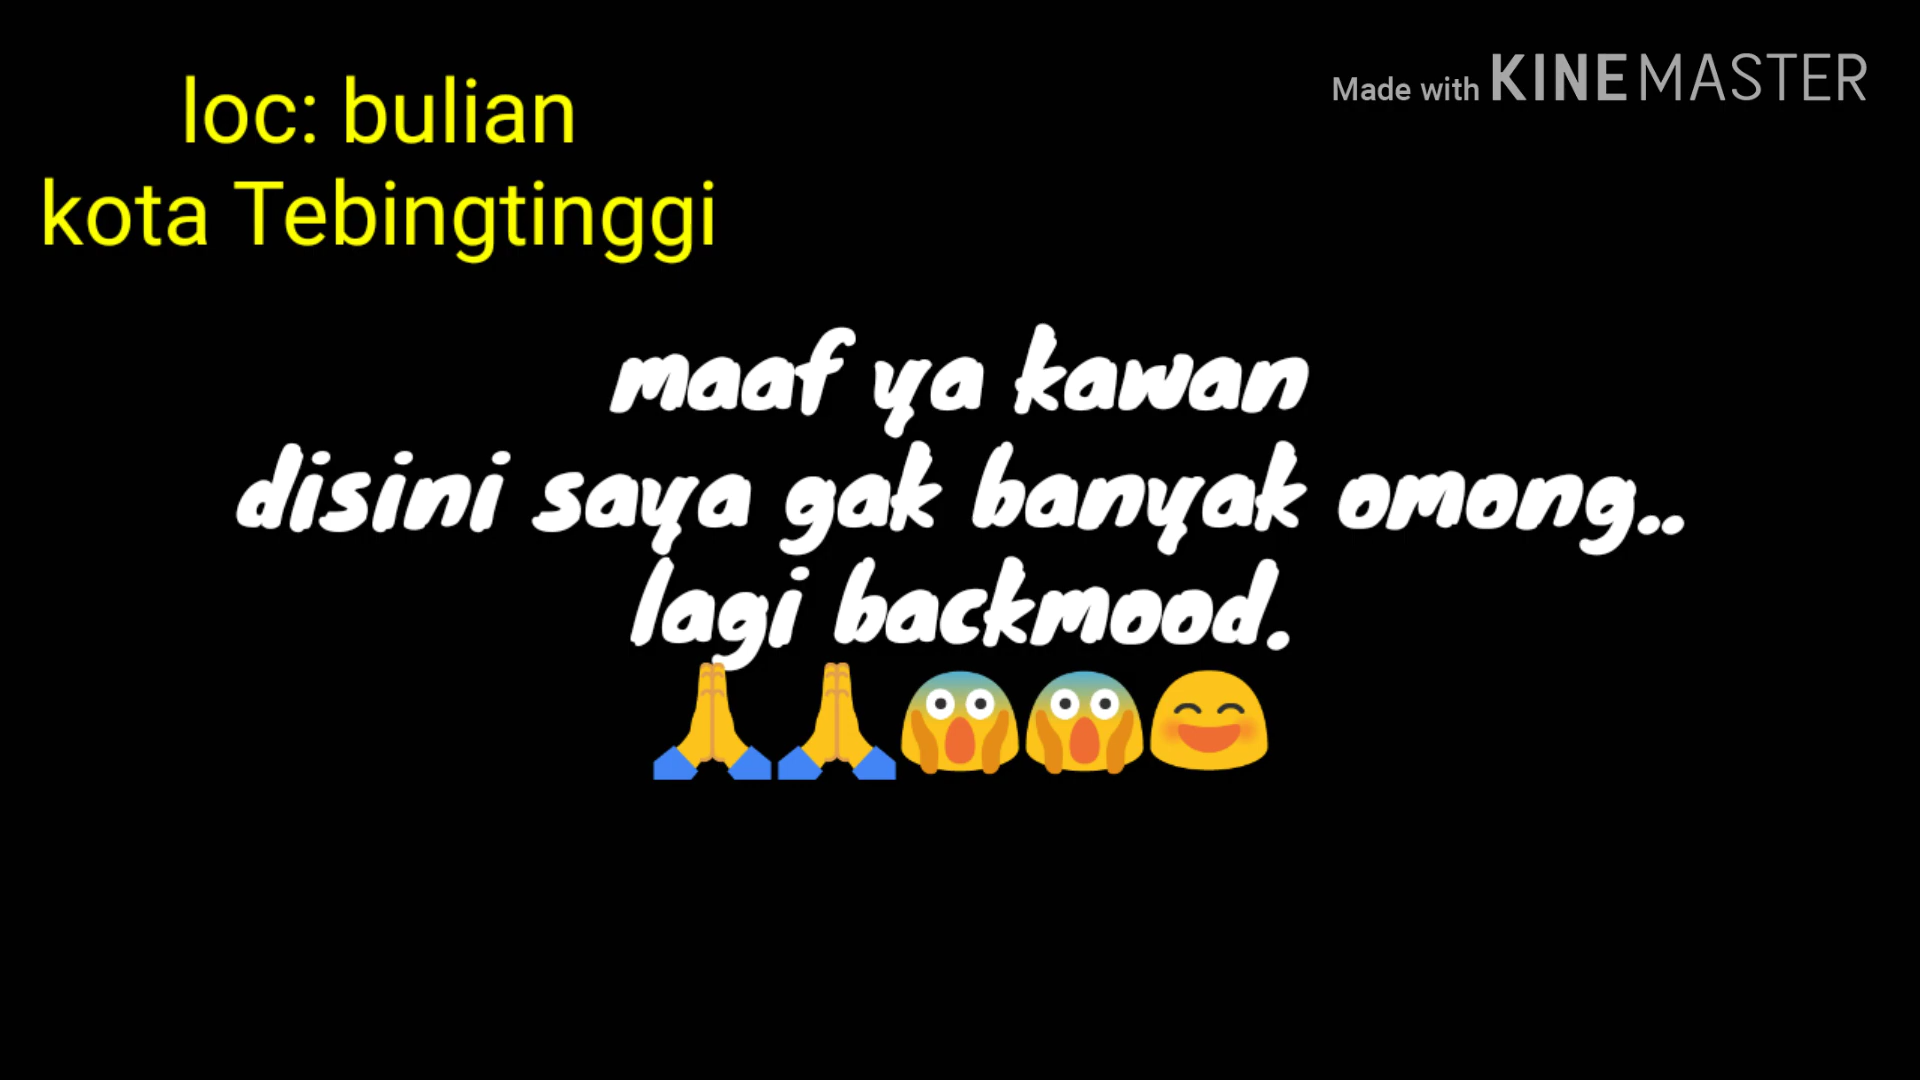 loc: bulian
kota Tebingtinggi
Made with KINEMASTER
maaf ya kawan
disini saya gak banyak omong..
lagi backmood.
🙏🙏😱😱😄